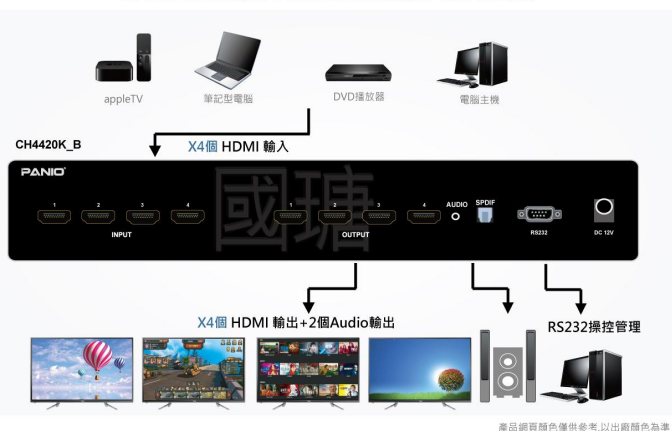 appleTV
筆記型電腦
DVD播放器
電腦主機
CH4420K_B
X4個 HDMI 輸入
PANIO
國瑭
1 2 3 4
INPUT
1 2 3 4
OUTPUT
AUDIO
SPDIF
RS232
DC 12V
X4個 HDMI 輸出+2個Audio輸出
RS232操控管理
產品網頁顏色僅供參考,以出廠顏色為準